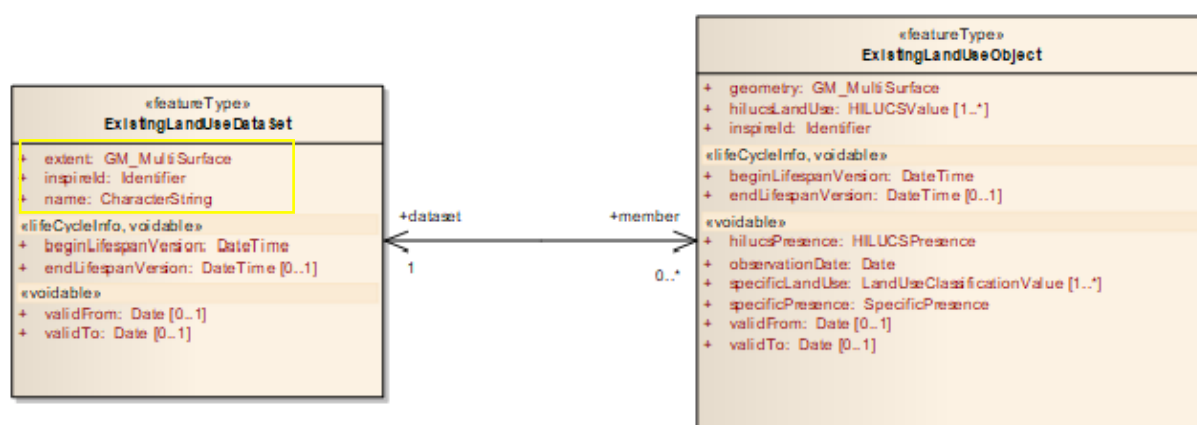 «featureType»
ExistingLandUseDataSet
+ extent: GM_MultiSurface
+ inspireId: Identifier
+ name: CharacterString
«lifeCycleInfo, voidable»
+ beginLifespanVersion: DateTime
+ endLifespanVersion: DateTime [0..1]
«voidable»
+ validFrom: Date [0..1]
+ validTo: Date [0..1]
+dataset
1
+member
0..*
«featureType»
ExistingLandUseObject
+ geometry: GM_MultiSurface
+ hilucsLandUse: HILUCSValue [1..*]
+ inspireId: Identifier
«lifeCycleInfo, voidable»
+ beginLifespanVersion: DateTime
+ endLifespanVersion: DateTime [0..1]
«voidable»
+ hilucsPresence: HILUCSPresence
+ observationDate: Date
+ specificLandUse: LandUseClassificationValue [1..*]
+ specificPresence: SpecificPresence
+ validFrom: Date [0..1]
+ validTo: Date [0..1]